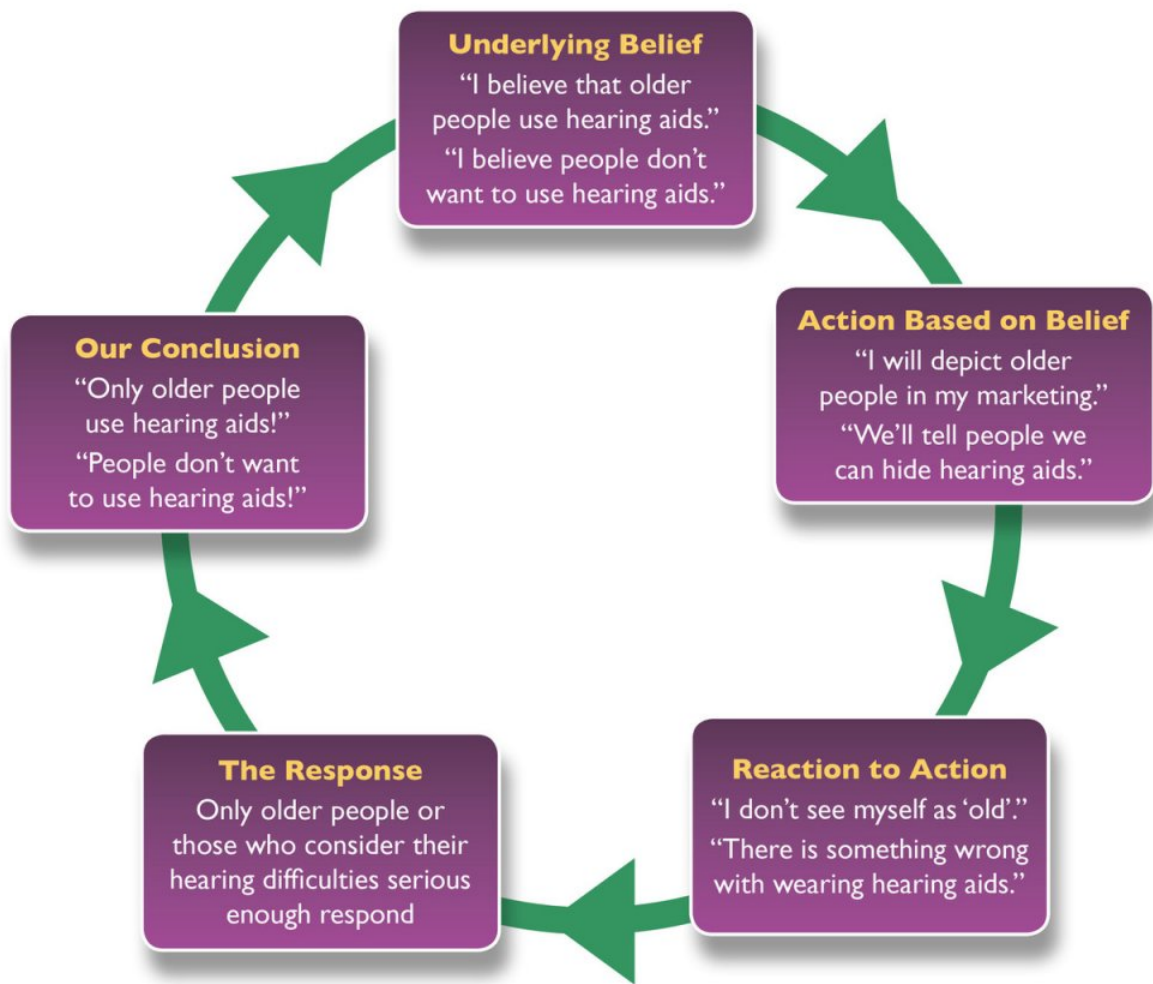 Underlying Belief
“I believe that older
people use hearing aids.”
“I believe people don’t
want to use hearing aids.”
Action Based on Belief
“I will depict older
people in my marketing.”
“We’ll tell people we
can hide hearing aids.”
Reaction to Action
“I don’t see myself as ‘old’.”
“There is something wrong
with wearing hearing aids.”
The Response
Only older people or
those who consider their
hearing difficulties serious
enough respond
Our Conclusion
“Only older people
use hearing aids!”
“People don’t want
to use hearing aids!”